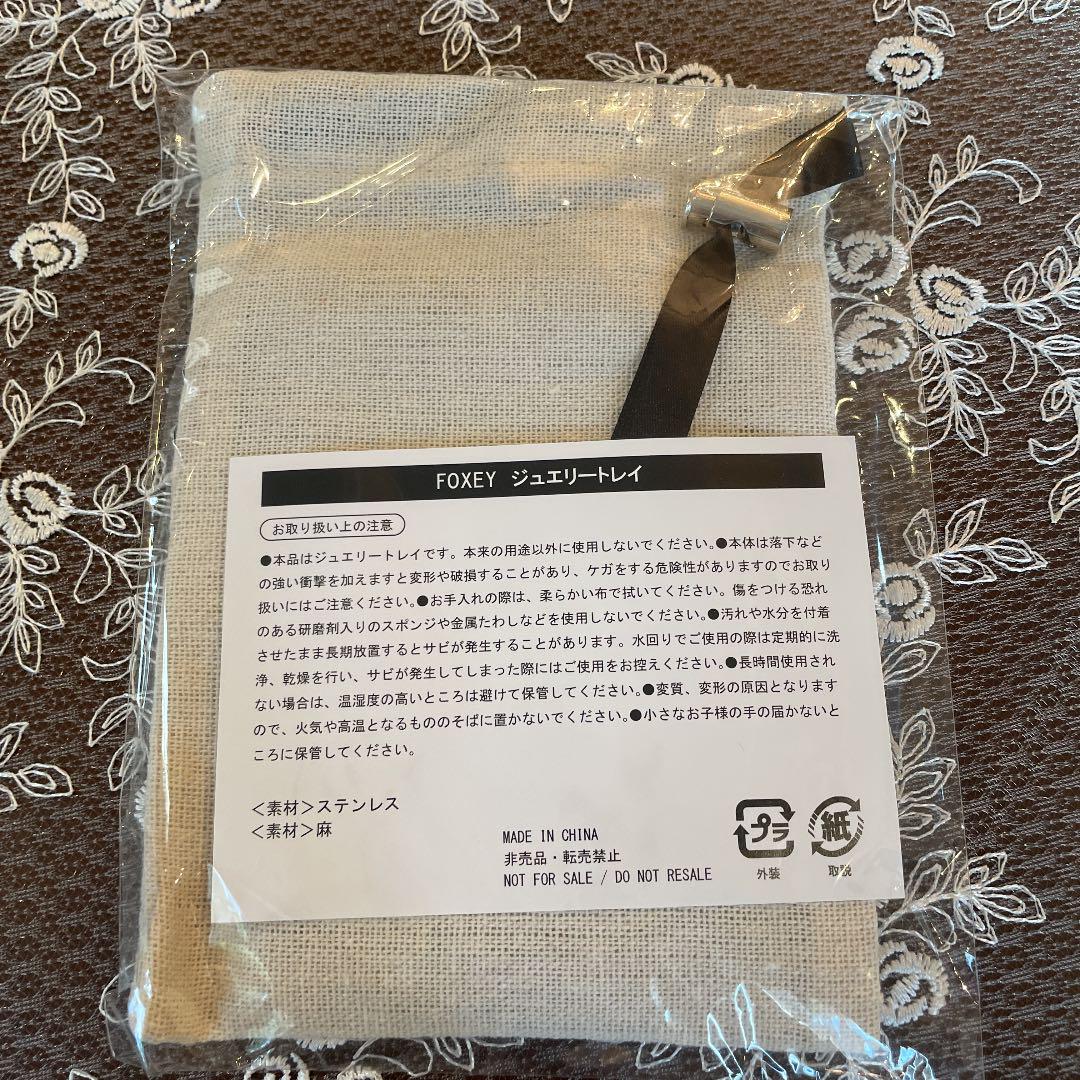 FOXEY ジュエリートレイ
お取り扱い上の注意
●本品はジュエリートレイです。本来の用途以外に使用しないでください。●本体は落下など
の強い衝撃を加えますと変形や破損することがあり、ケガをする危険性がありますのでお取り
扱いにはご注意ください。●お手入れの際は、柔らかい布で拭いてください。傷をつける恐れ
のある研磨剤入りのスポンジや金属たわしなどを使用しないでください。●汚れや水分を付着
させたまま長期放置するとサビが発生することがあります。水回りでご使用の際は定期的に洗
浄、乾燥を行い、サビが発生してしまった際にはご使用をお控えください。●長時間使用され
ない場合は、温湿度の高いところは避けて保管してください。●変質、変形の原因となります
ので、火気や高温となるもののそばに置かないでください。●小さなお子様の手の届かないと
ころに保管してください。
＜素材＞ステンレス
＜素材＞麻
MADE IN CHINA
非売品・転売禁止
NOT FOR SALE / DO NOT RESALE
プラ
外装
紙
取説